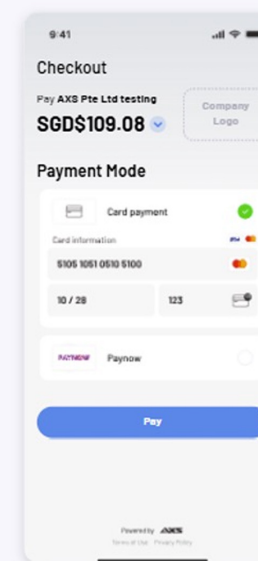 9:41
Checkout
Pay AXS Pte Ltd testing
SGD$109.08
Company
Logo
Payment Mode
Card payment
Card information
VISA
5105 1051 0510 5100
10 / 28
123
PAYNOW
Paynow
Pay
Powered by AXS
Terms of Use Privacy Policy